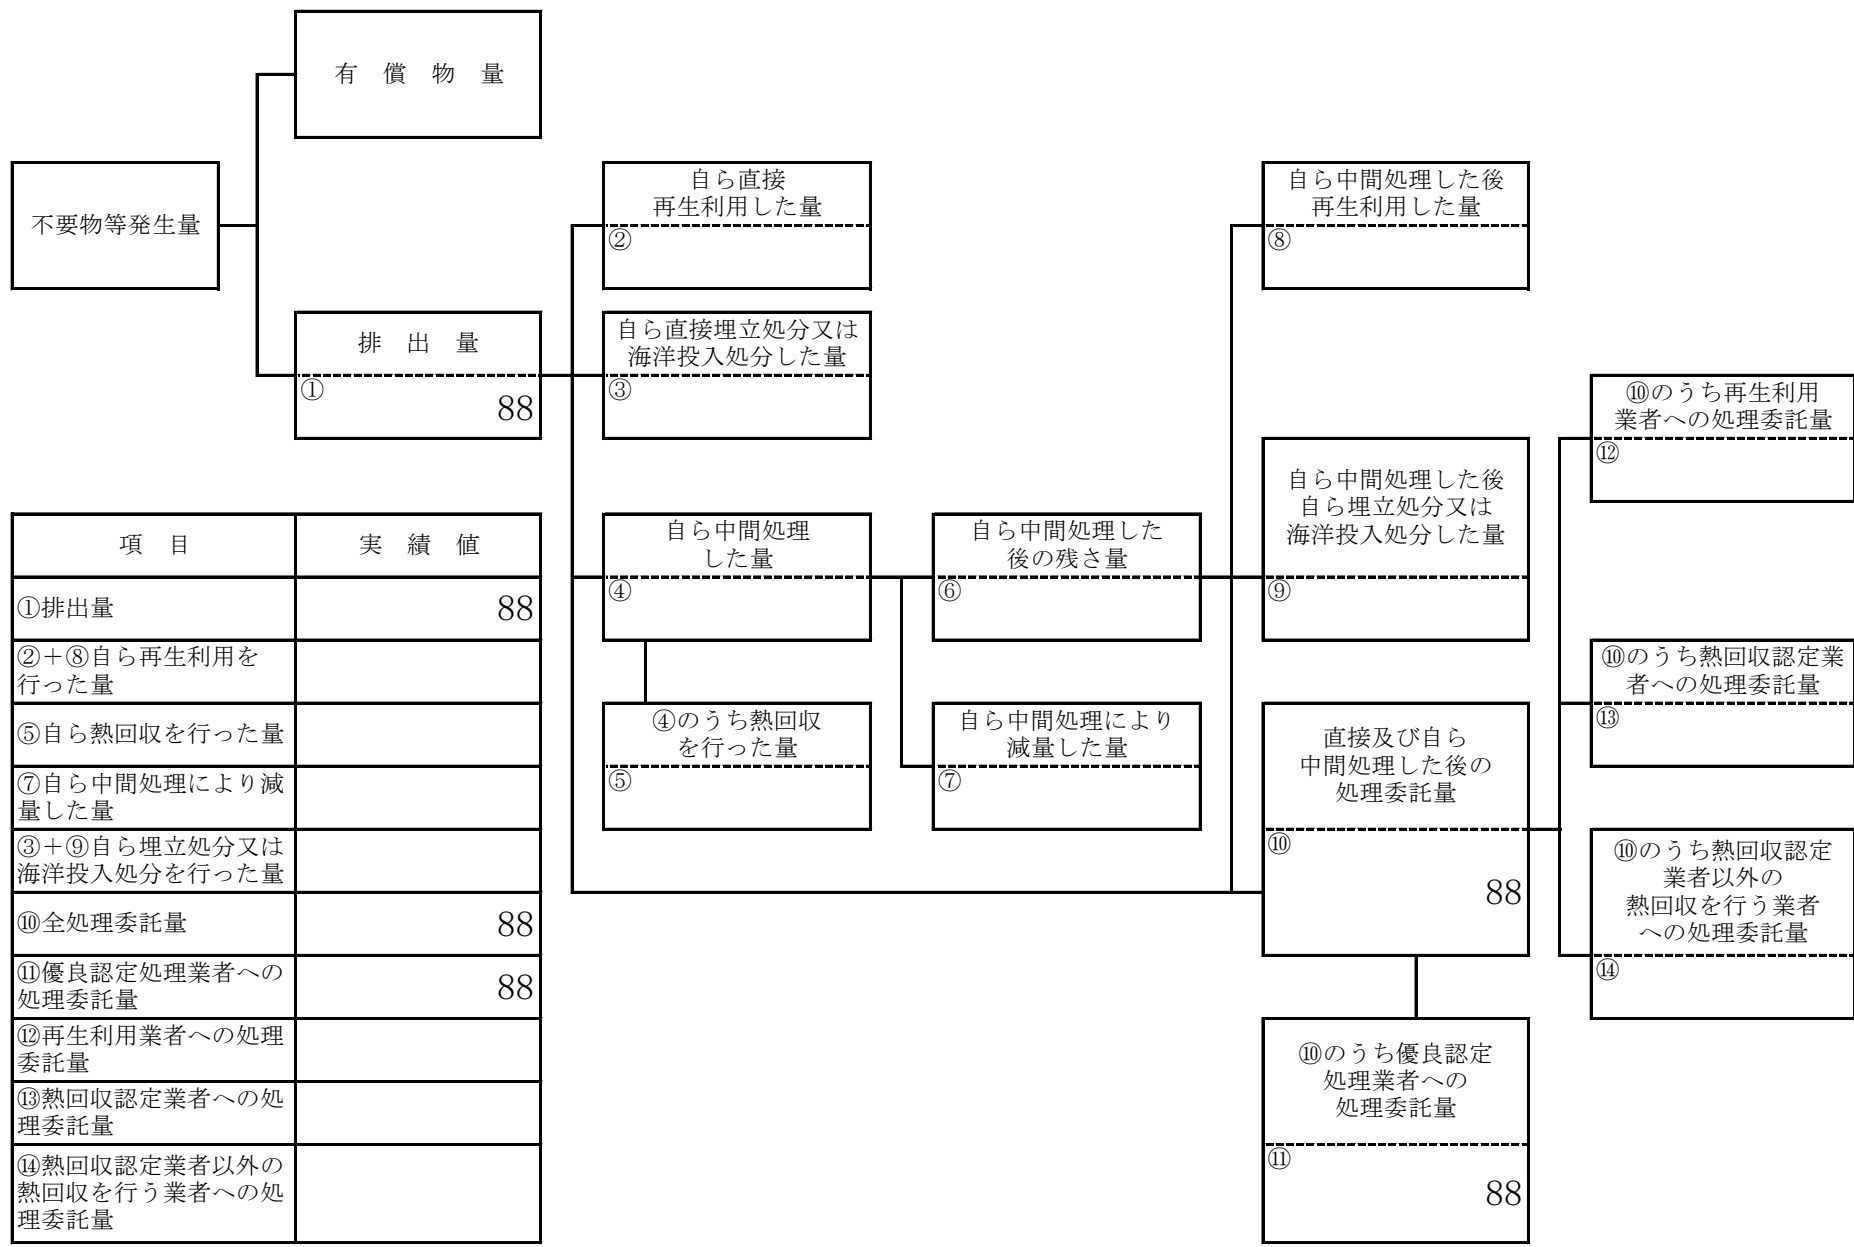 有　償　物　量
不要物等発生量
自ら直接
再生利用した量
②
自ら中間処理した後
再生利用した量
⑧
排　出　量
①
88
自ら直接埋立処分又は
海洋投入処分した量
③
⑩のうち再生利用
業者への処理委託量
⑫
自ら中間処理した後
自ら埋立処分又は
海洋投入処分した量
⑨
自ら中間処理
した量
④
自ら中間処理した
後の残さ量
⑥
⑩のうち熱回収認定業
者への処理委託量
⑬
④のうち熱回収
を行った量
⑤
自ら中間処理により
減量した量
⑦
直接及び自ら
中間処理した後の
処理委託量
⑩
88
⑩のうち熱回収認定
業者以外の
熱回収を行う業者
への処理委託量
⑭
⑩のうち優良認定
処理業者への
処理委託量
⑪
88
項　目
実　績　値
①排出量
88
②＋⑧自ら再生利用を
行った量
⑤自ら熱回収を行った量
⑦自ら中間処理により減
量した量
③＋⑨自ら埋立処分又は
海洋投入処分を行った量
⑩全処理委託量
88
⑪優良認定処理業者への
処理委託量
88
⑫再生利用業者への処理
委託量
⑬熱回収認定業者への処
理委託量
⑭熱回収認定業者以外の
熱回収を行う業者への処
理委託量